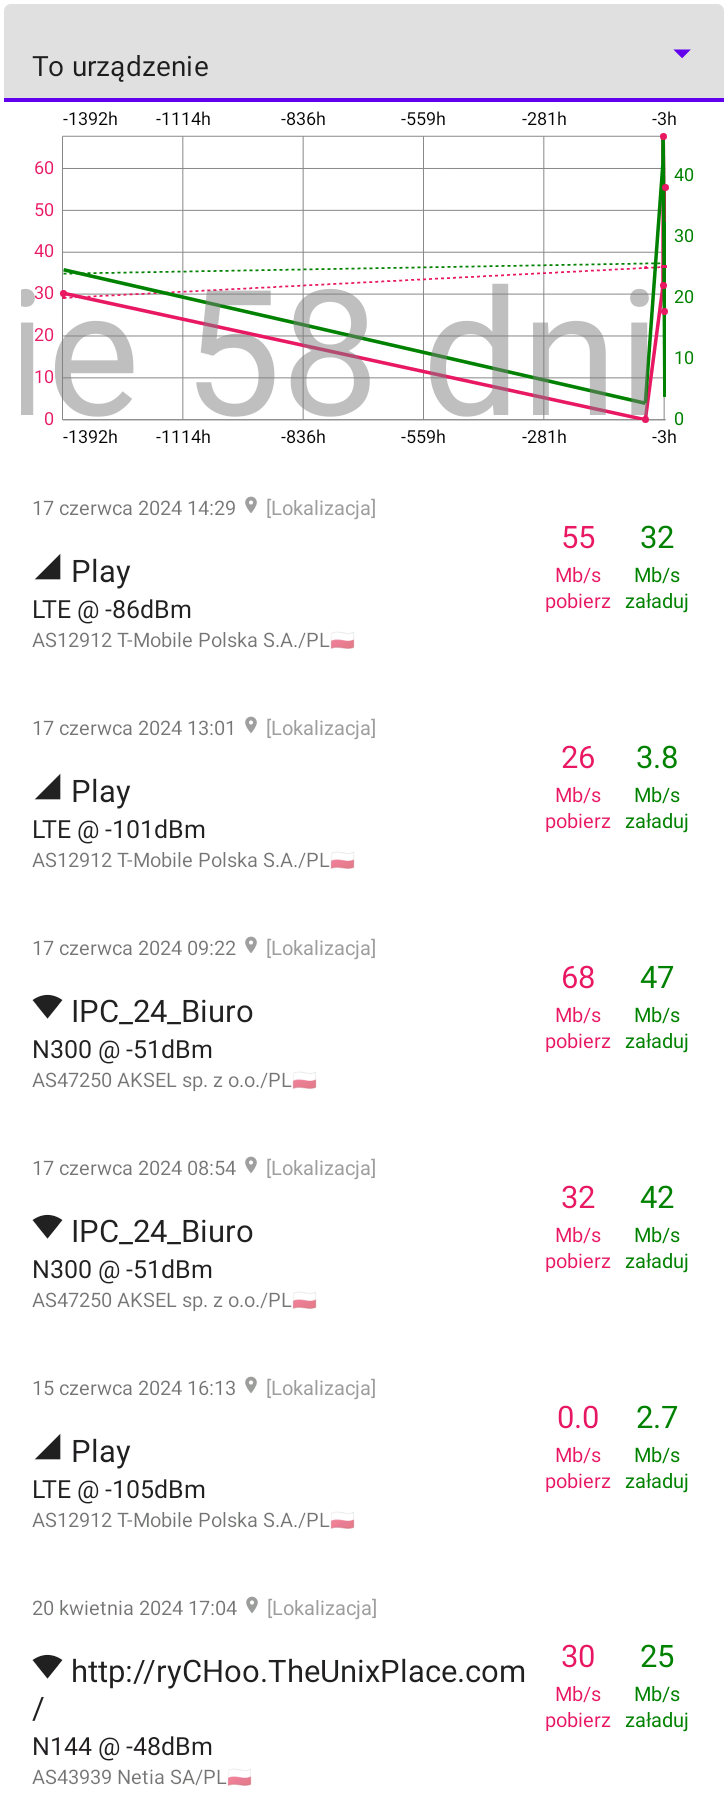 To urządzenie
-1392h -1114h -836h -559h -281h -3h
60
50
40
30
20
10
0
40
30
20
10
0
ie 58 dni
-1392h -1114h -836h -559h -281h -3h
17 czerwca 2024 14:29 [Lokalizacja]
Play
LTE @ -86dBm
AS12912 T-Mobile Polska S.A./PL🇵🇱
55 32
Mb/s Mb/s
pobierz załaduj
17 czerwca 2024 13:01 [Lokalizacja]
Play
LTE @ -101dBm
AS12912 T-Mobile Polska S.A./PL🇵🇱
26 3.8
Mb/s Mb/s
pobierz załaduj
17 czerwca 2024 09:22 [Lokalizacja]
IPC_24_Biuro
N300 @ -51dBm
AS47250 AKSEL sp. z o.o./PL🇵🇱
68 47
Mb/s Mb/s
pobierz załaduj
17 czerwca 2024 08:54 [Lokalizacja]
IPC_24_Biuro
N300 @ -51dBm
AS47250 AKSEL sp. z o.o./PL🇵🇱
32 42
Mb/s Mb/s
pobierz załaduj
15 czerwca 2024 16:13 [Lokalizacja]
Play
LTE @ -105dBm
AS12912 T-Mobile Polska S.A./PL🇵🇱
0.0 2.7
Mb/s Mb/s
pobierz załaduj
20 kwietnia 2024 17:04 [Lokalizacja]
http://ryCHoo.TheUnixPlace.com
/
N144 @ -48dBm
AS43939 Netia SA/PL🇵🇱
30 25
Mb/s Mb/s
pobierz załaduj